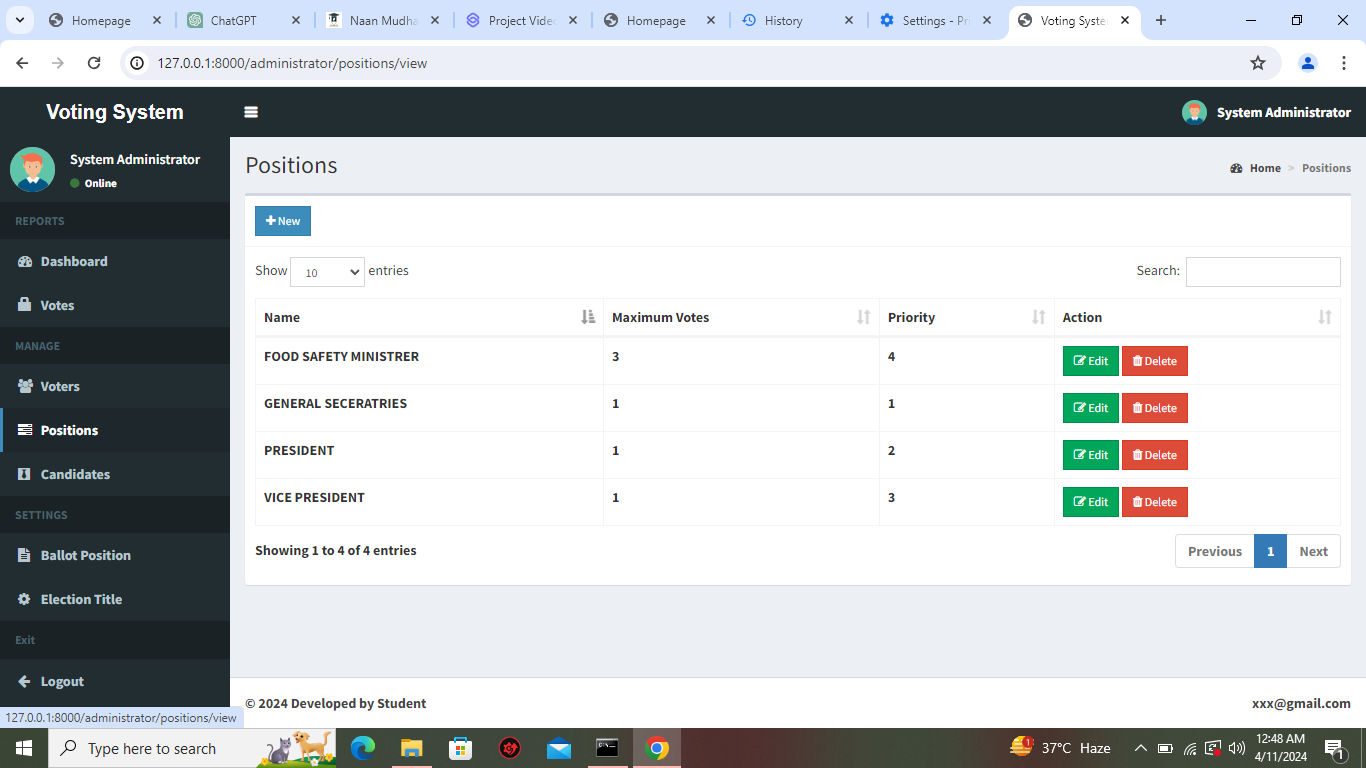 Homepage
ChatGPT
Naan Mudha
Project Video
Homepage
History
Settings - Pri
Voting Syste
127.0.0.1:8000/administrator/positions/view
Voting System
System Administrator
System Administrator
Online
Positions
Home > Positions
REPORTS
Dashboard
Votes
MANAGE
Voters
Positions
Candidates
SETTINGS
Ballot Position
Election Title
Exit
Logout
New
Show 10 entries
Search:
Name Maximum Votes Priority Action
FOOD SAFETY MINISTRER 3 4 Edit Delete
GENERAL SECERATRIES 1 1 Edit Delete
PRESIDENT 1 2 Edit Delete
VICE PRESIDENT 1 3 Edit Delete
Showing 1 to 4 of 4 entries
Previous 1 Next
© 2024 Developed by Student
xxx@gmail.com
127.0.0.1:8000/administrator/positions/view
Type here to search
1
37°C Haze
12:48 AM
4/11/2024
1